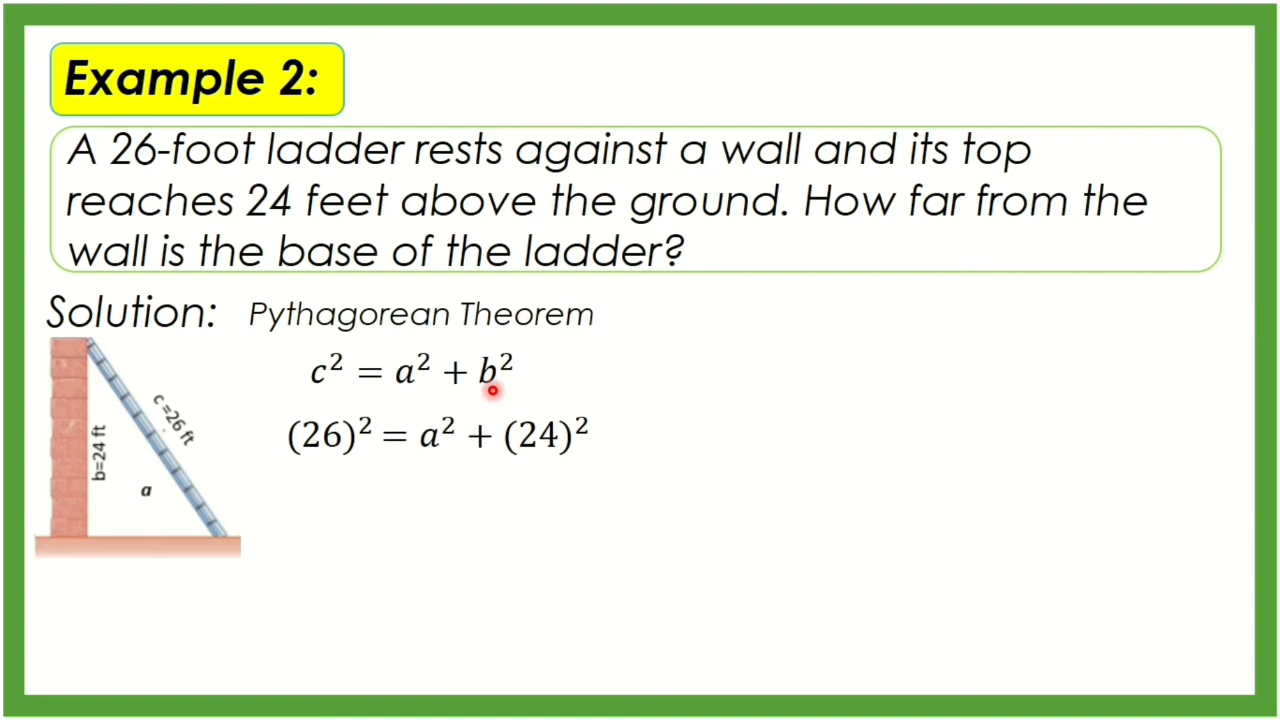 Example 2:
A 26-foot ladder rests against a wall and its top
reaches 24 feet above the ground. How far from the
wall is the base of the ladder?
Solution: Pythagorean Theorem
c² = a² + b²
(26)² = a² + (24)²
c =26 ft
b=24 ft
a